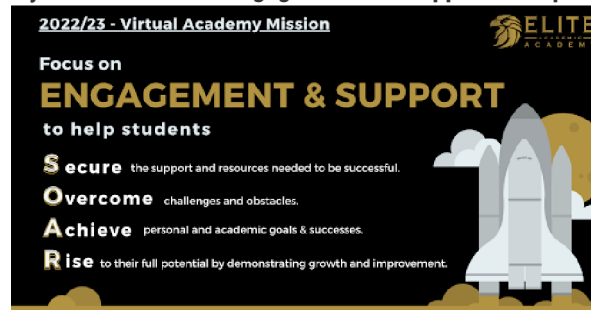 2022/23 - Virtual Academy Mission
ELITE
ACADEMIC
ACADEM
Focus on
ENGAGEMENT & SUPPORT
to help students
Secure the support and resources needed to be successful.
Overcome challenges and obstacles.
Achieve personal and academic goals & successes.
Rise to their full potential by demonstrating growth and improvement.